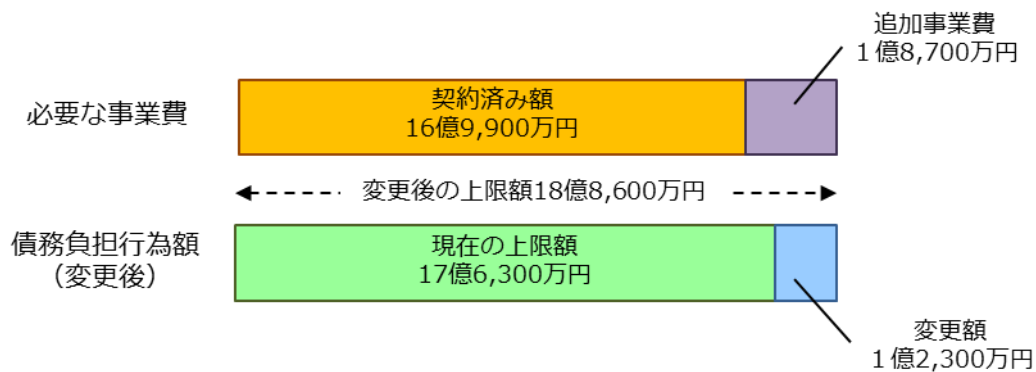 追加事業費
１億8,700万円
必要な事業費
契約済み額
16億9,900万円
変更後の上限額18億8,600万円
債務負担行為額
（変更後）
現在の上限額
17億6,300万円
変更額
１億2,300万円